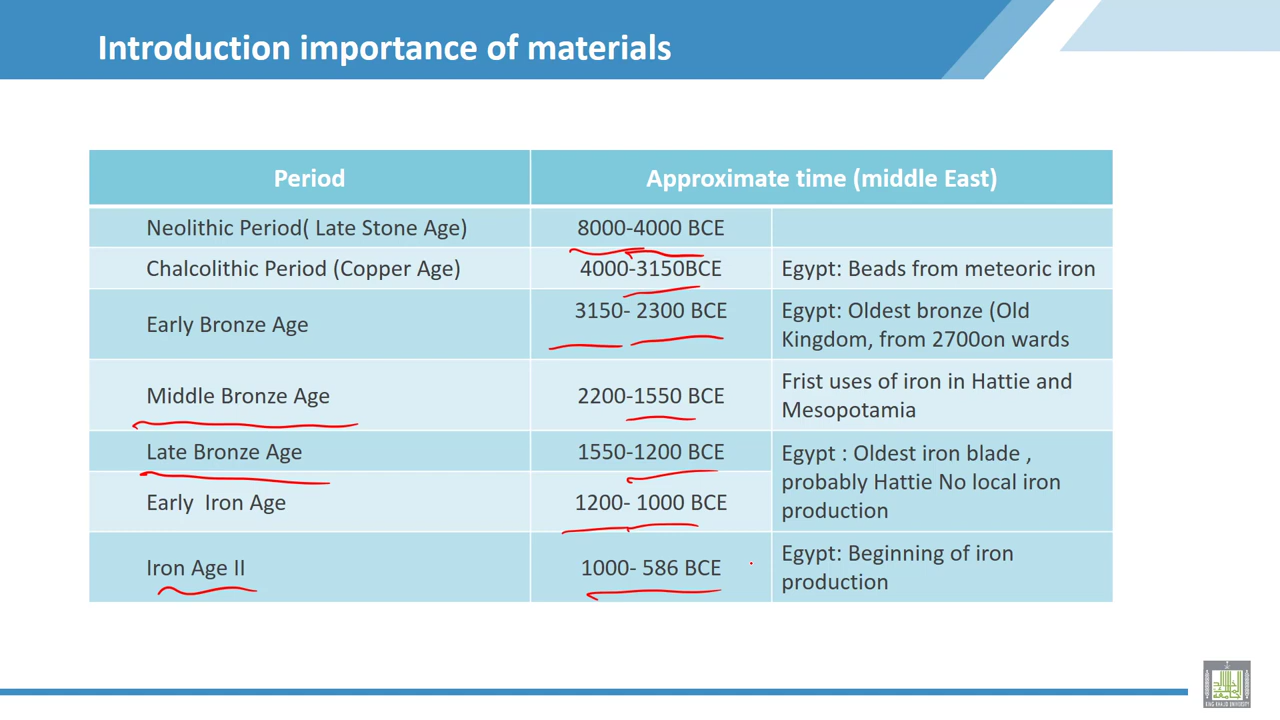 Introduction importance of materials
Period
Approximate time (middle East)
Neolithic Period( Late Stone Age)
8000-4000 BCE
Chalcolithic Period (Copper Age)
4000-3150BCE
Egypt: Beads from meteoric iron
Early Bronze Age
3150- 2300 BCE
Egypt: Oldest bronze (Old
Kingdom, from 2700on wards
Middle Bronze Age
2200-1550 BCE
Frist uses of iron in Hattie and
Mesopotamia
Late Bronze Age
1550-1200 BCE
Egypt : Oldest iron blade ,
probably Hattie No local iron
production
Early  Iron Age
1200- 1000 BCE
Iron Age II
1000- 586 BCE
Egypt: Beginning of iron
production
KING KHALID UNIVERSITY